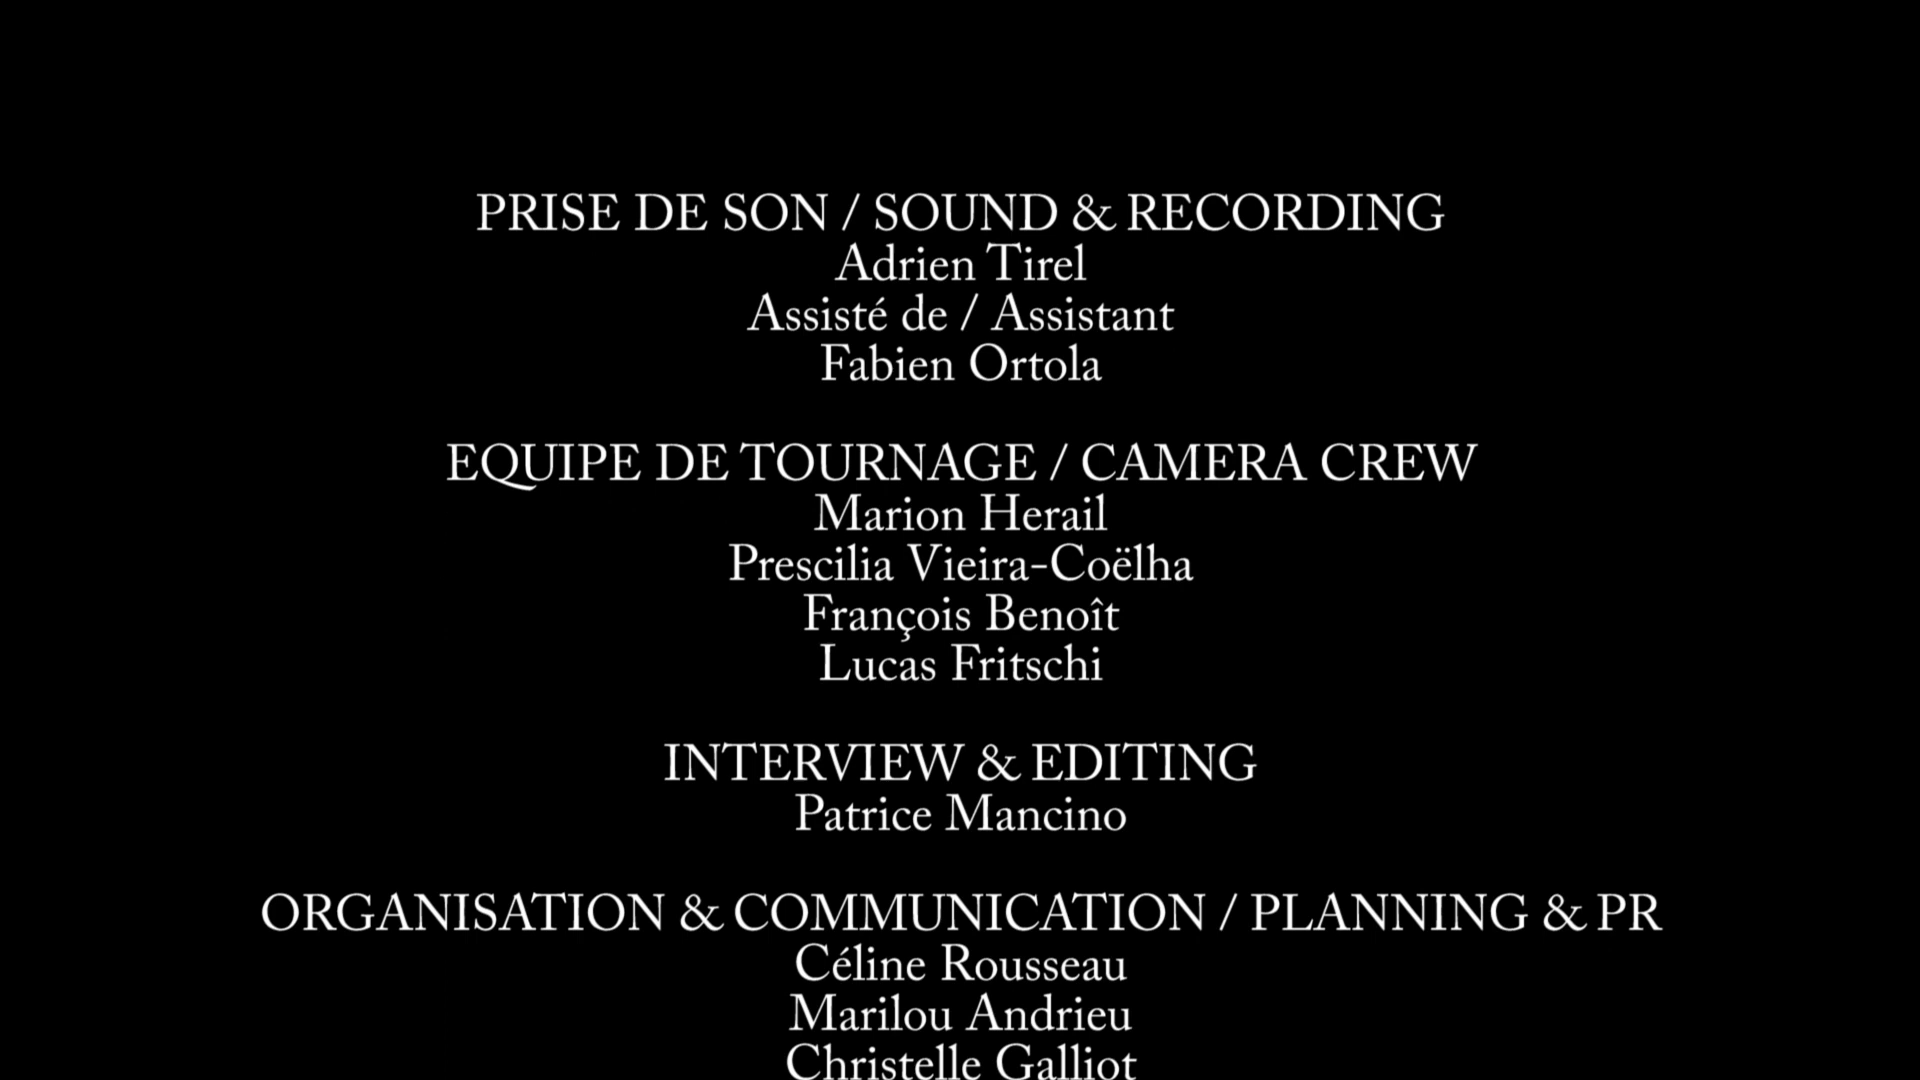 PRISE DE SON / SOUND & RECORDING
Adrien Tirel
Assisté de / Assistant
Fabien Ortola
EQUIPE DE TOURNAGE / CAMERA CREW
Marion Herail
Prescilia Vieira-Coëlha
François Benoît
Lucas Fritschi
INTERVIEW & EDITING
Patrice Mancino
ORGANISATION & COMMUNICATION / PLANNING & PR
Céline Rousseau
Marilou Andrieu
Christelle Galliot